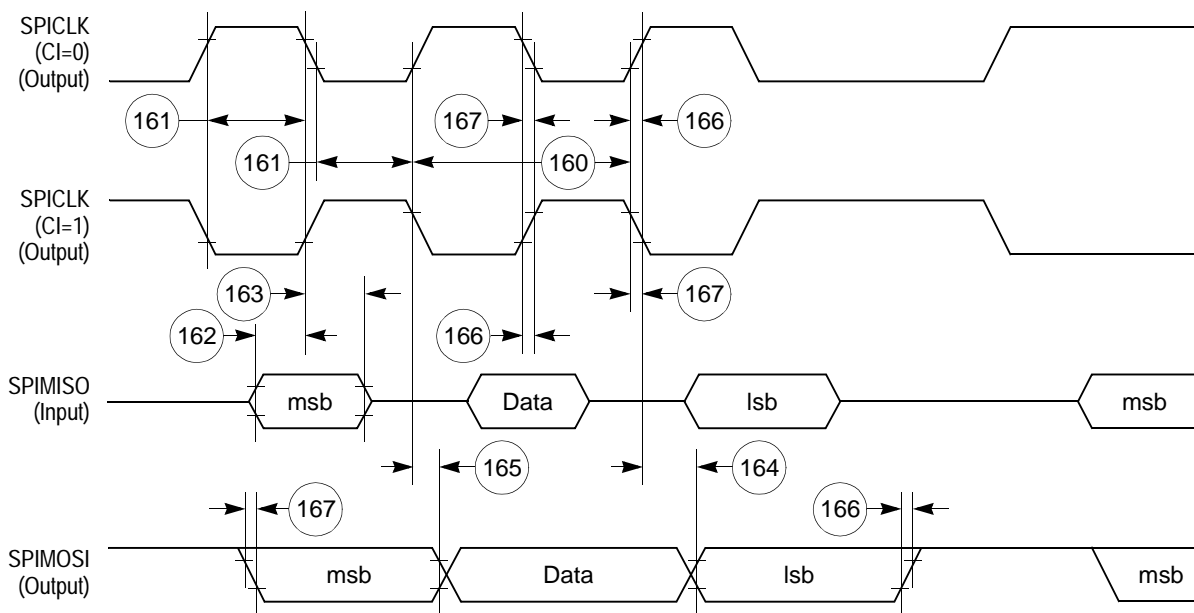 SPICLK
(CI=0)
(Output)
161
167
166
161
160
SPICLK
(CI=1)
(Output)
163
167
162
166
SPIMISO
(Input)
msb
Data
lsb
msb
165
164
167
166
SPIMOSI
(Output)
msb
Data
lsb
msb